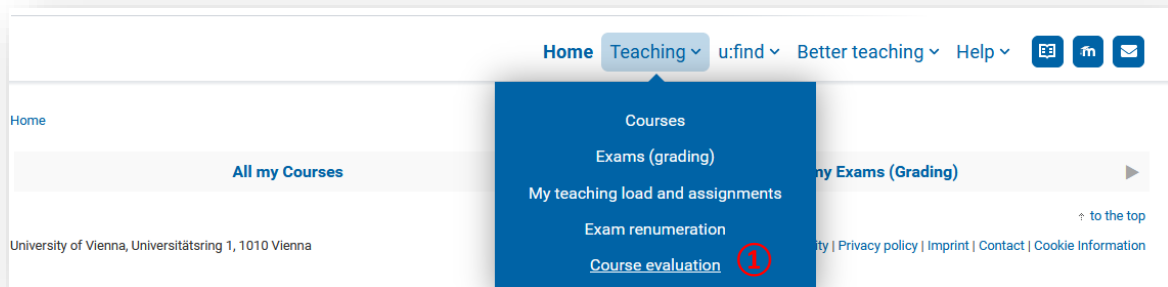 Home Teaching u:find Better teaching Help
Home
Courses
Exams (grading)
All my Courses
my Exams (Grading)
My teaching load and assignments
to the top
Exam renumeration
University of Vienna, Universitätsring 1, 1010 Vienna
| Privacy policy | Imprint | Contact | Cookie Information
Course evaluation ①